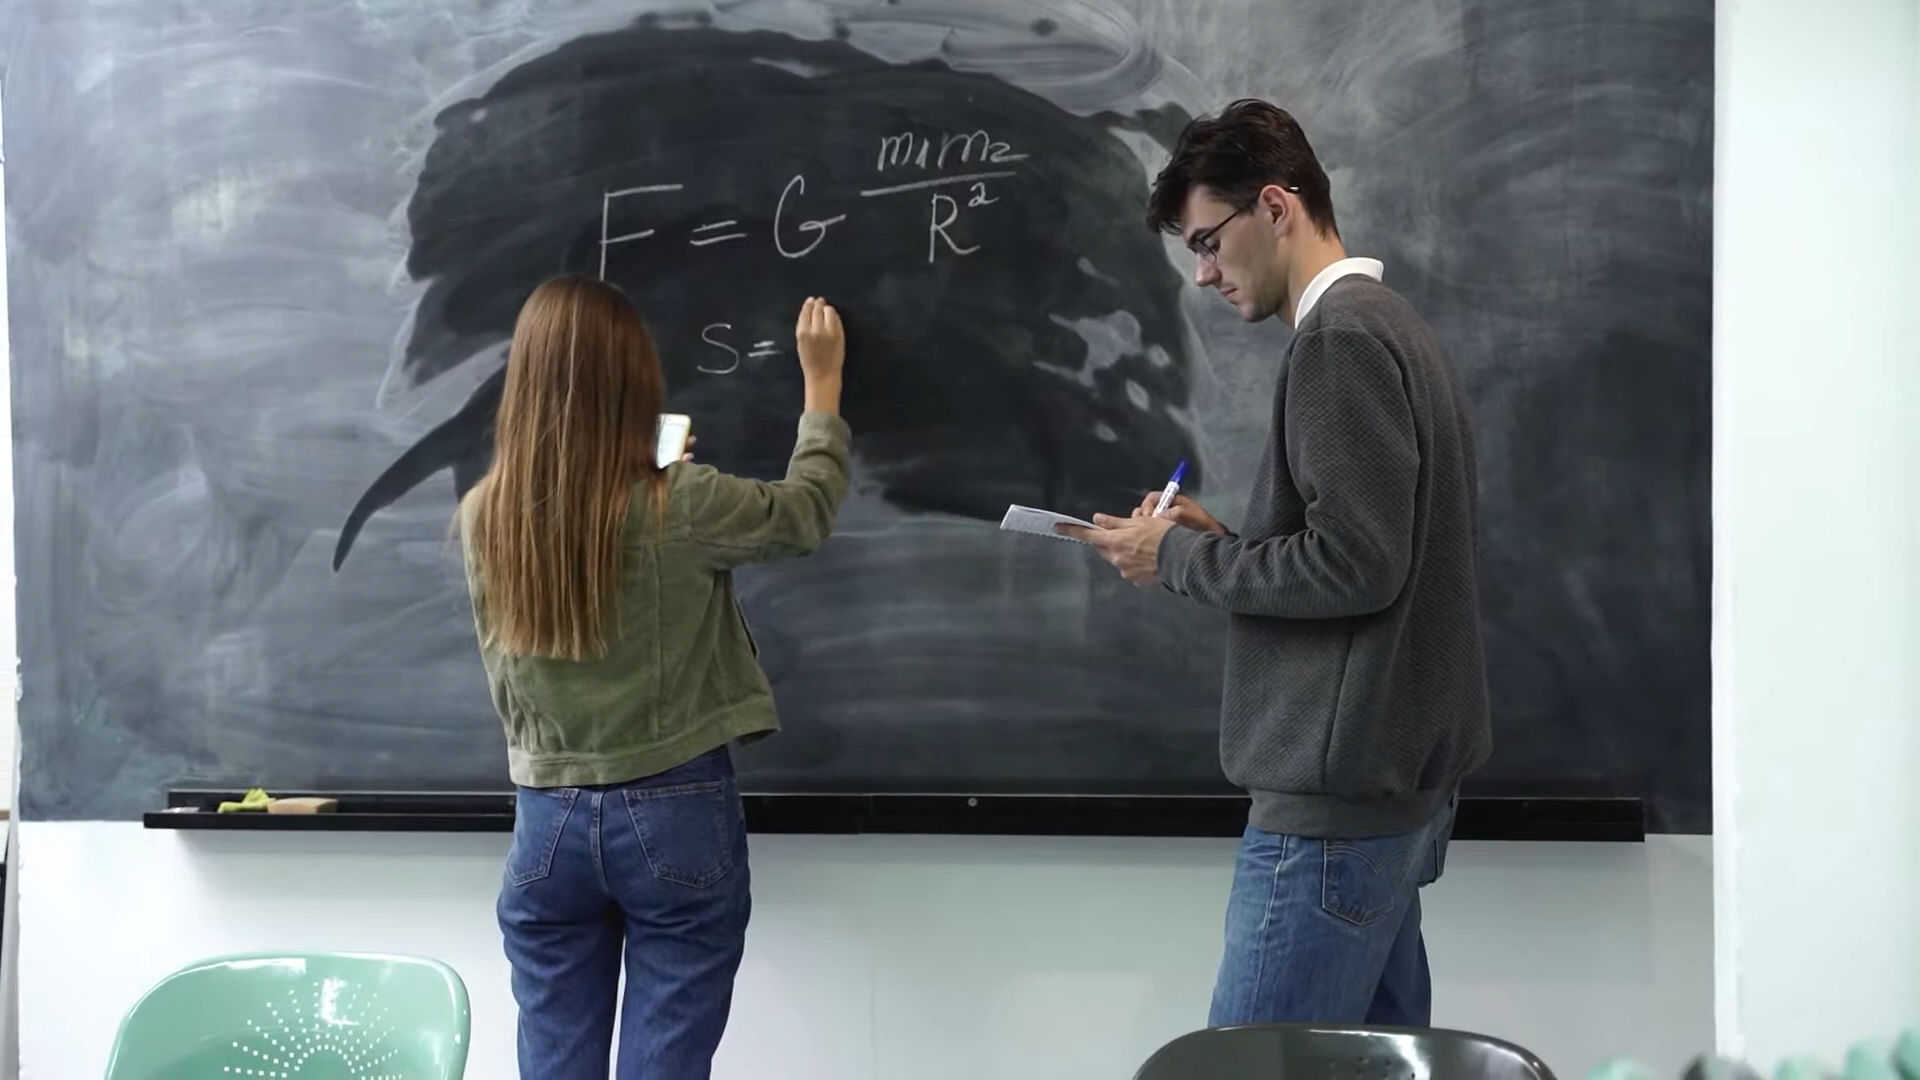 F = G m₁m₂/R²
S =